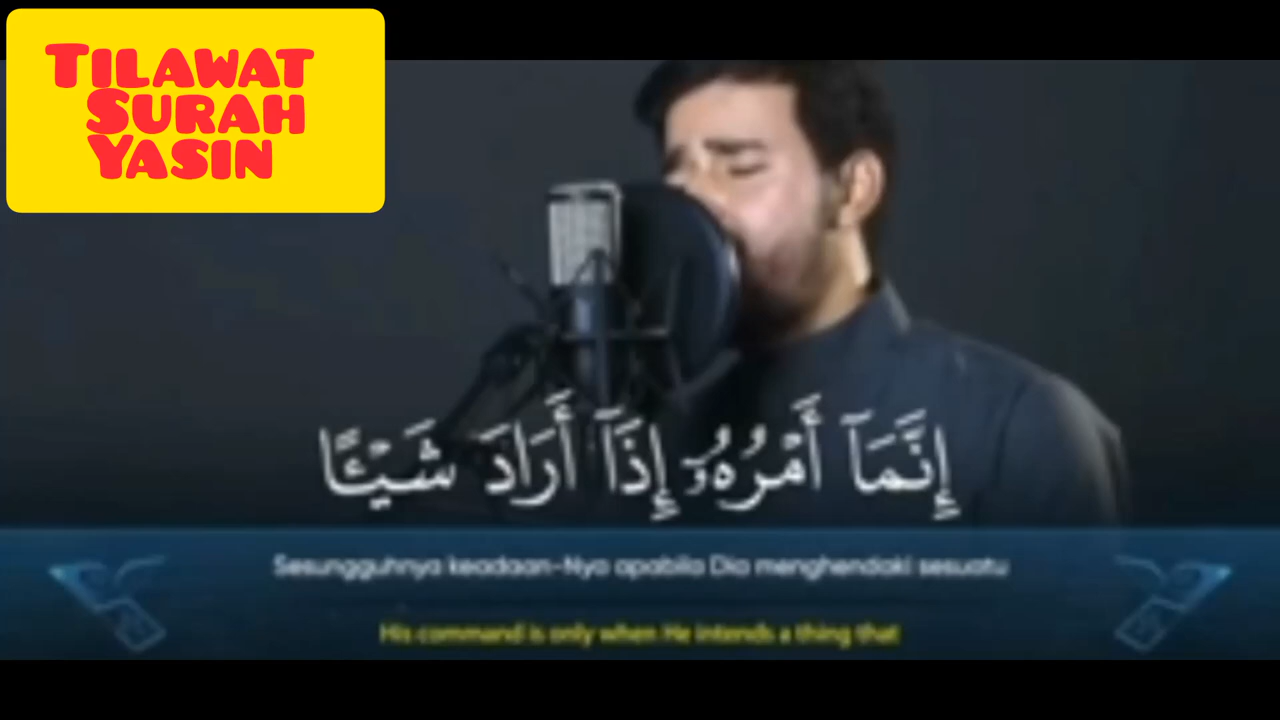 TILAWAT
SURAH
YASIN
إِنَّمَآ أَمْرُهُۥٓ إِذَآ أَرَادَ شَيْـًٔا
Sesungguhnya keadaan-Nya apabila Dia menghendaki sesuatu
His command is only when He intends a thing that